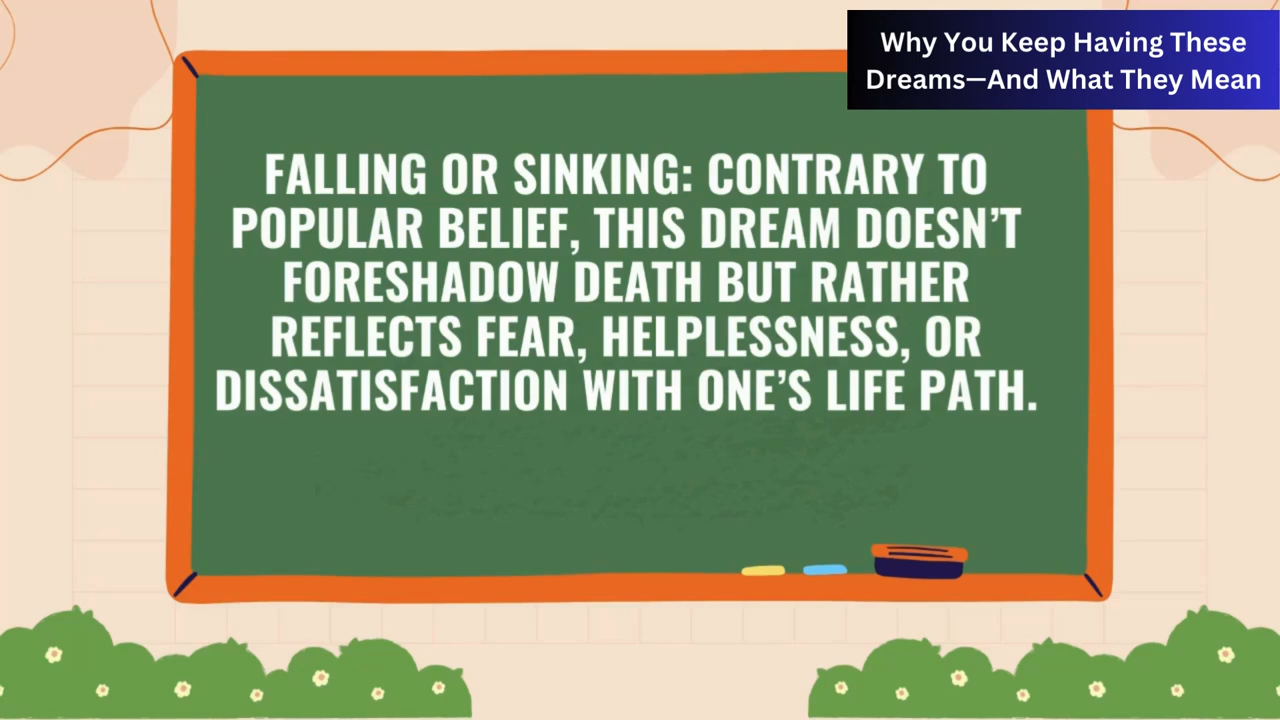 Why You Keep Having These
Dreams—And What They Mean
FALLING OR SINKING: CONTRARY TO
POPULAR BELIEF, THIS DREAM DOESN’T
FORESHADOW DEATH BUT RATHER
REFLECTS FEAR, HELPLESSNESS, OR
DISSATISFACTION WITH ONE’S LIFE PATH.